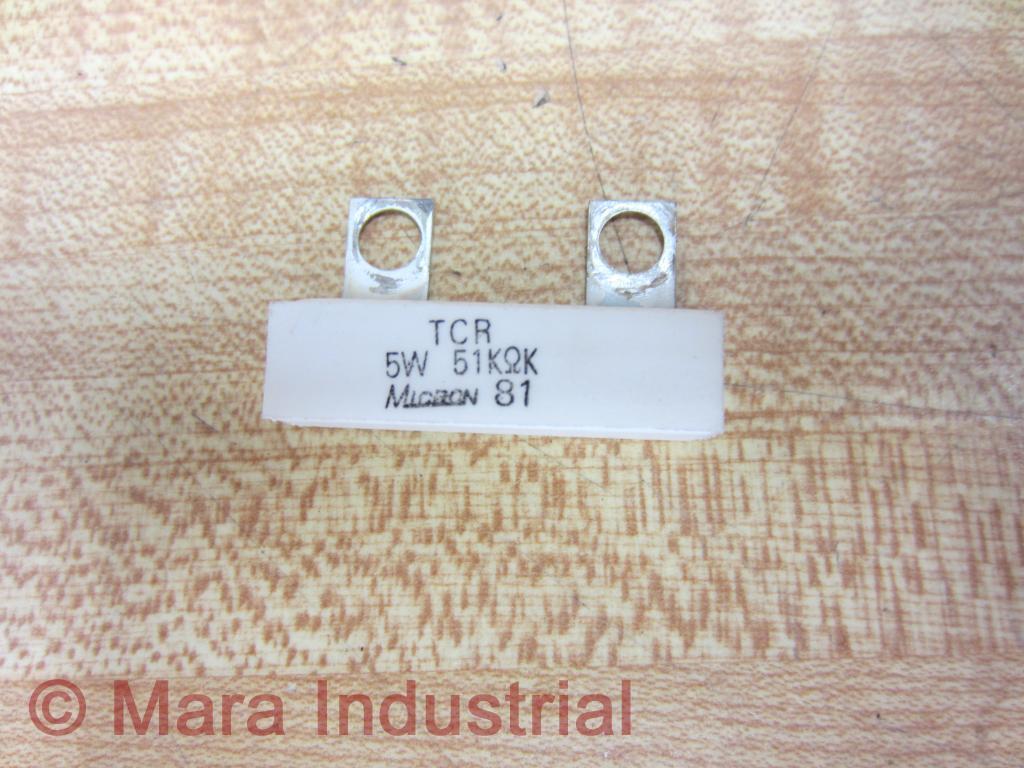 TCR
5W 51KΩK
MICRON 81
© Mara Industrial